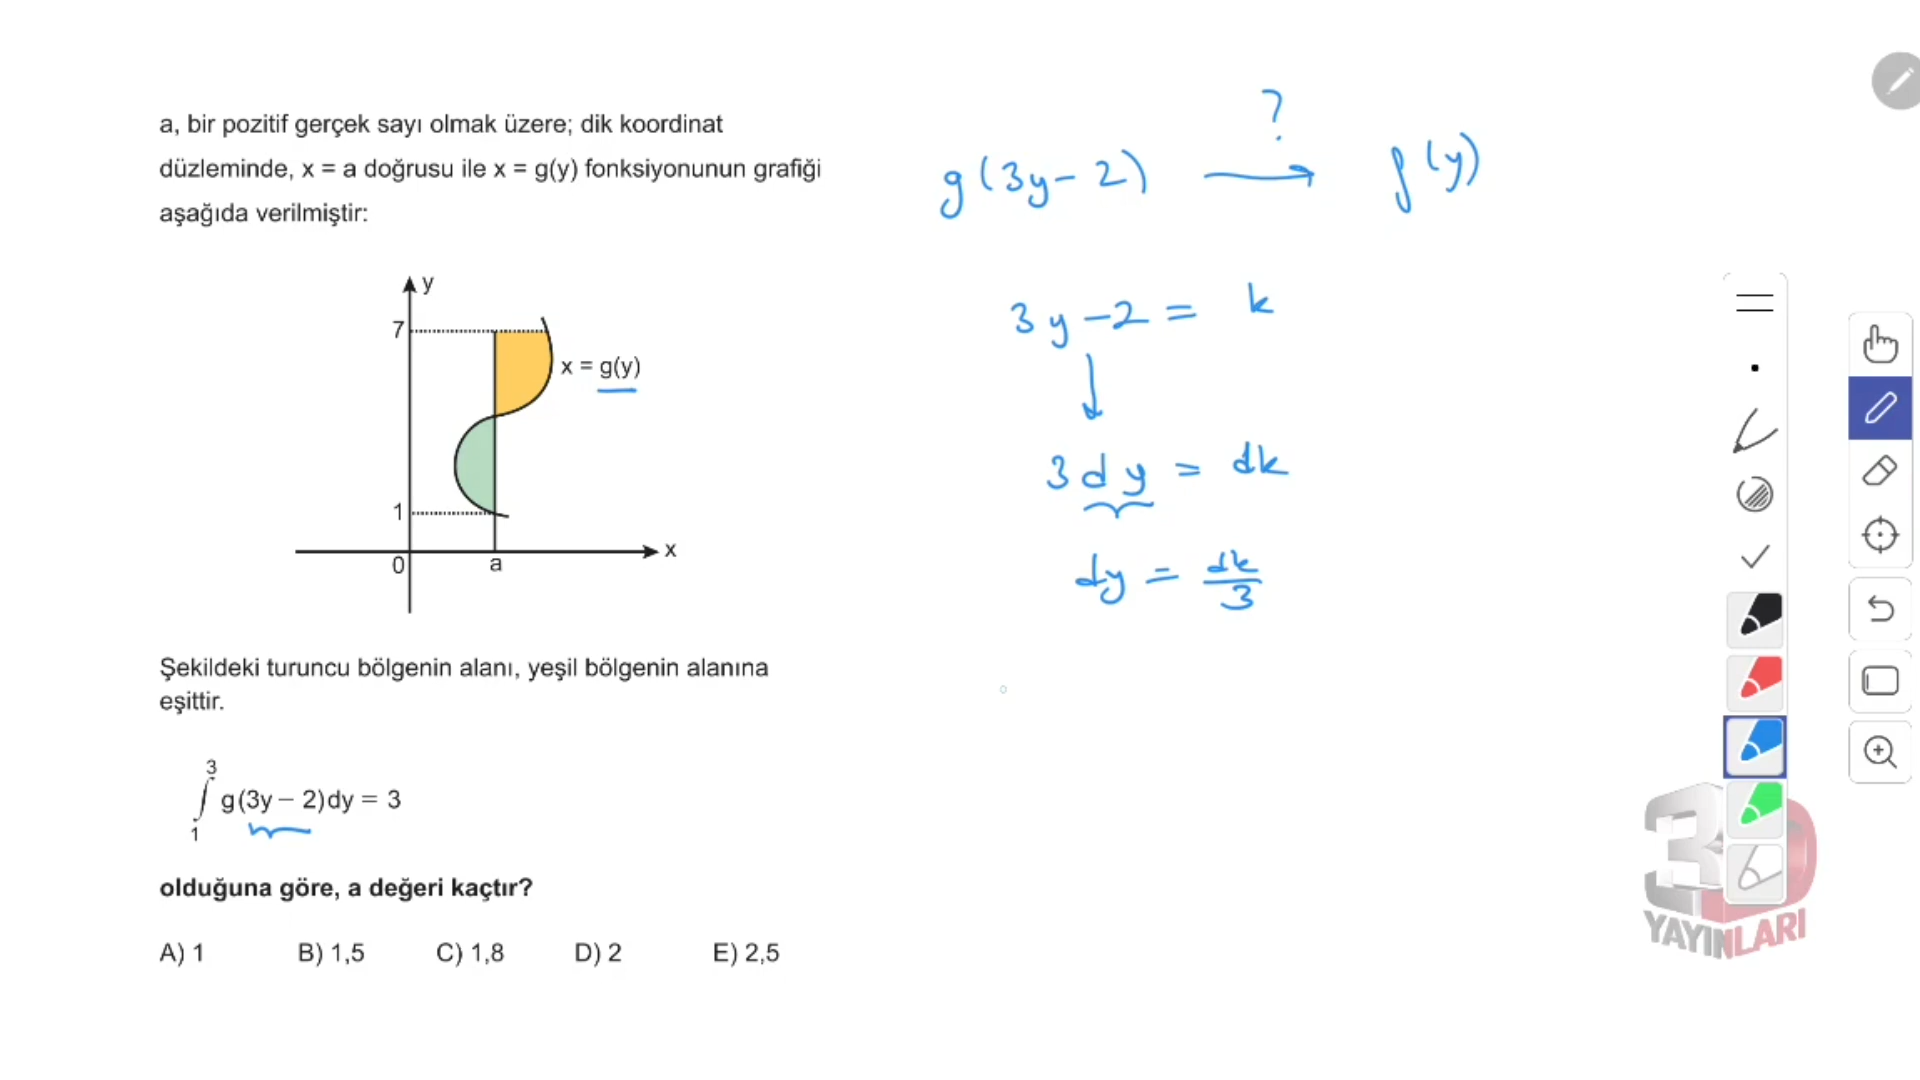 a, bir pozitif gerçek sayı olmak üzere; dik koordinat
düzleminde, x = a doğrusu ile x = g(y) fonksiyonunun grafiği
aşağıda verilmiştir:
y
7
x = g(y)
1
0
a
x
Şekildeki turuncu bölgenin alanı, yeşil bölgenin alanına
eşittir.
3
∫ g(3y – 2)dy = 3
1
olduğuna göre, a değeri kaçtır?
A) 1 B) 1,5 C) 1,8 D) 2 E) 2,5
?
g(3y-2) → f(y)
3y-2 = k
↓
3dy = dk
dy = dk/3
3D
YAYINLARI